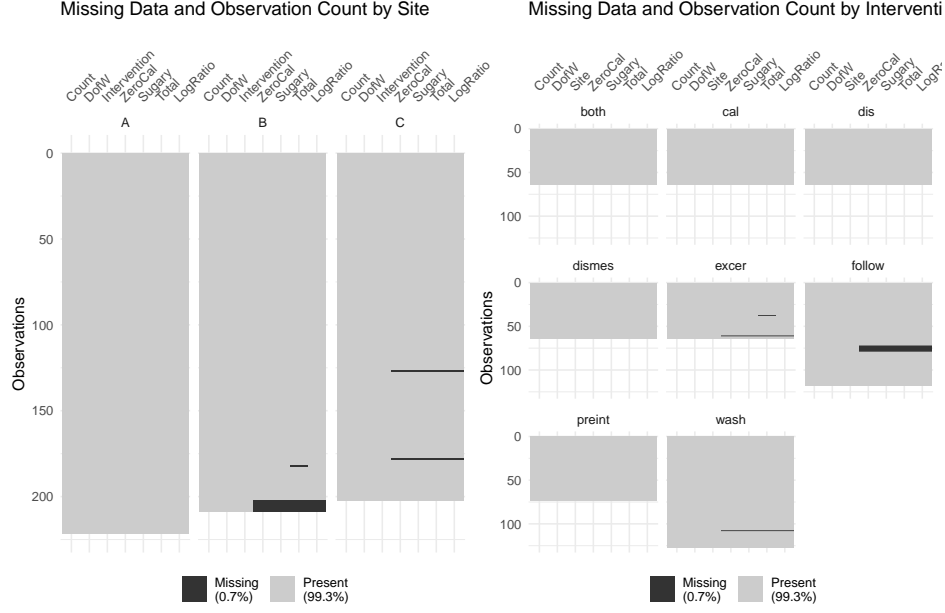 Missing Data and Observation Count by Site
Count
DofW
Intervention
ZeroCal
Sugary
Total
LogRatio
Count
DofW
Intervention
ZeroCal
Sugary
Total
LogRatio
Count
DofW
Intervention
ZeroCal
Sugary
Total
LogRatio
A
B
C
0
50
100
150
200
Observations
Missing
(0.7%)
Present
(99.3%)
Missing Data and Observation Count by Interventi
Count
DofW
Site
ZeroCal
Sugary
Total
LogRatio
Count
DofW
Site
ZeroCal
Sugary
Total
LogRatio
Count
DofW
Site
ZeroCal
Sugary
Total
LogRa
both
cal
dis
0
50
100
dismes
excer
follow
0
50
100
preint
wash
0
50
100
Observations
Missing
(0.7%)
Present
(99.3%)